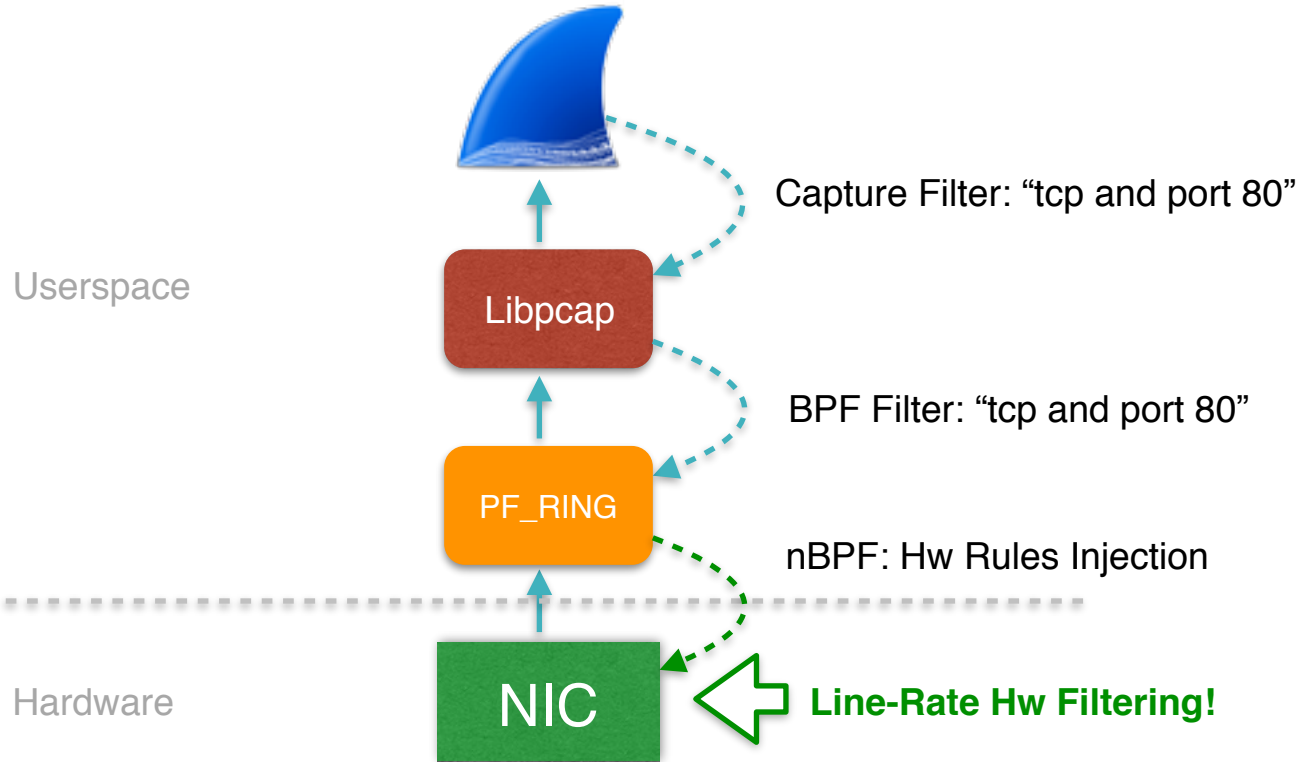 Capture Filter: “tcp and port 80”
Userspace
Libpcap
BPF Filter: “tcp and port 80”
PF_RING
nBPF: Hw Rules Injection
Hardware
NIC
Line-Rate Hw Filtering!